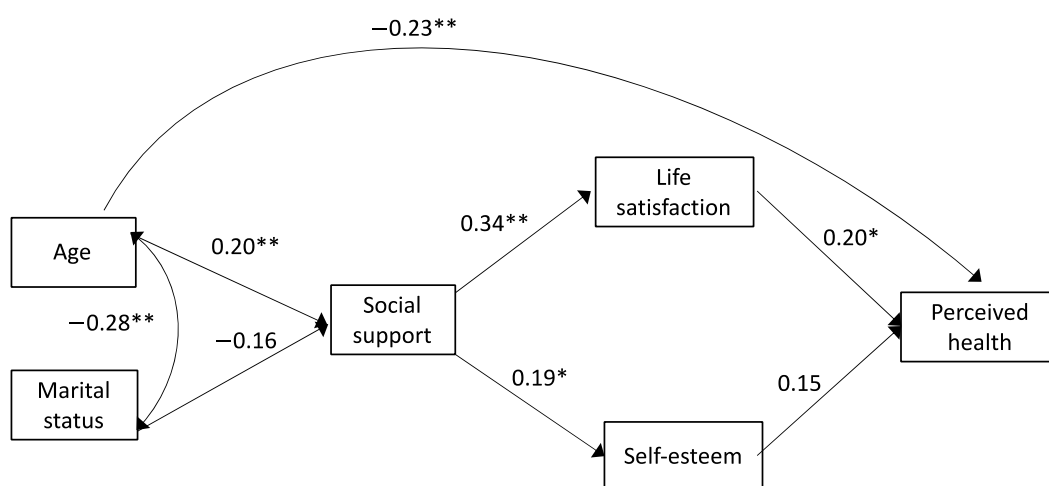 −0.23**
Life
satisfaction
0.34**
0.20*
Age
0.20**
Social
support
Perceived
health
−0.28**
−0.16
Marital
status
0.19*
0.15
Self-esteem